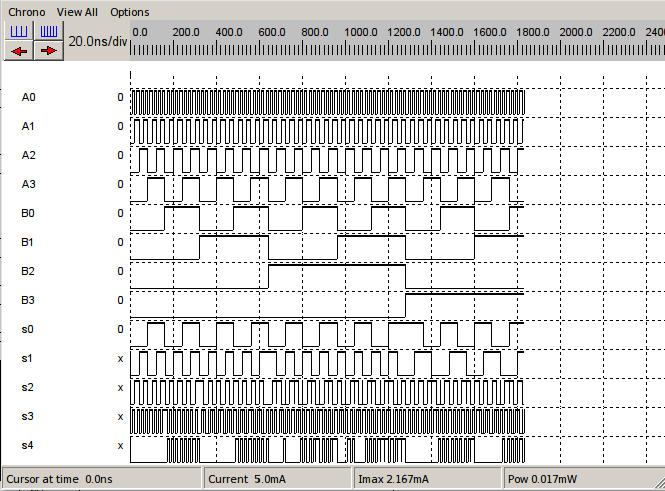 Chrono View All Options
20.0ns/div 0.0 200.0 400.0 600.0 800.0 1000.0 1200.0 1400.0 1600.0 1800.0 2000.0 2200.0 2400
A0 0
A1 0
A2 0
A3 0
B0 0
B1 0
B2 0
B3 0
s0 0
s1 x
s2 x
s3 x
s4 x
Cursor at time 0.0ns Current 5.0mA Imax 2.167mA Pow 0.017mW